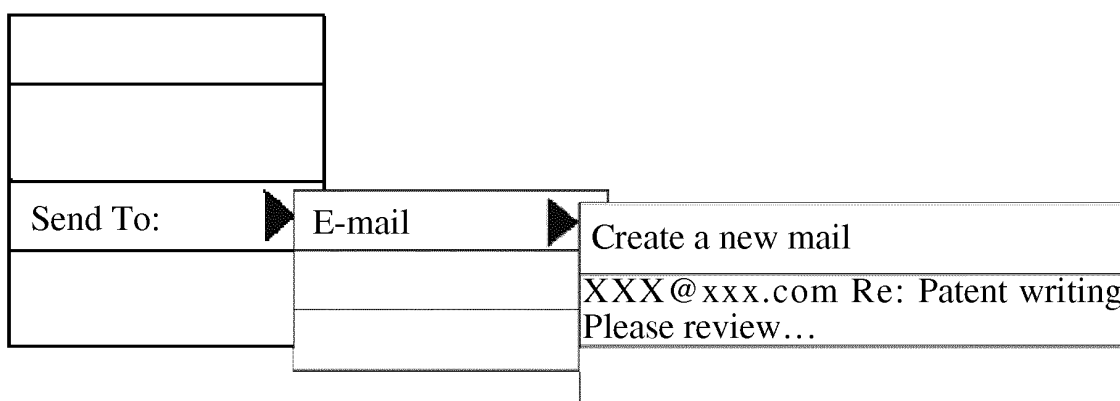 Send To:
E-mail
Create a new mail
XXX@xxx.com Re: Patent writing
Please review…